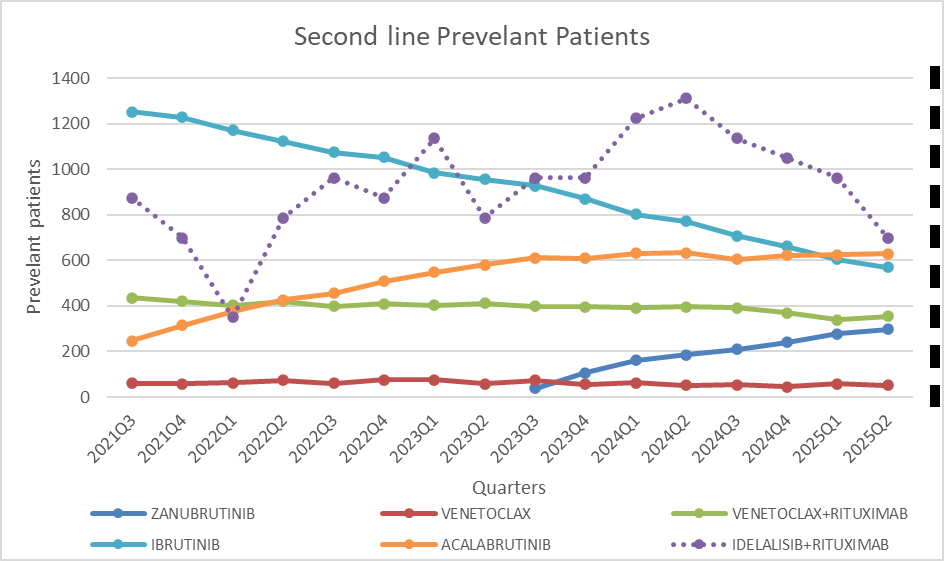 Second line Prevelant Patients
Prevelant patients
1400
1200
1000
800
600
400
200
0
2021Q3
2021Q4
2022Q1
2022Q2
2022Q3
2022Q4
2023Q1
2023Q2
2023Q3
2023Q4
2024Q1
2024Q2
2024Q3
2024Q4
2025Q1
2025Q2
Quarters
ZANUBRUTINIB
VENETOCLAX
VENETOCLAX+RITUXIMAB
IBRUTINIB
ACALABRUTINIB
IDELALISIB+RITUXIMAB